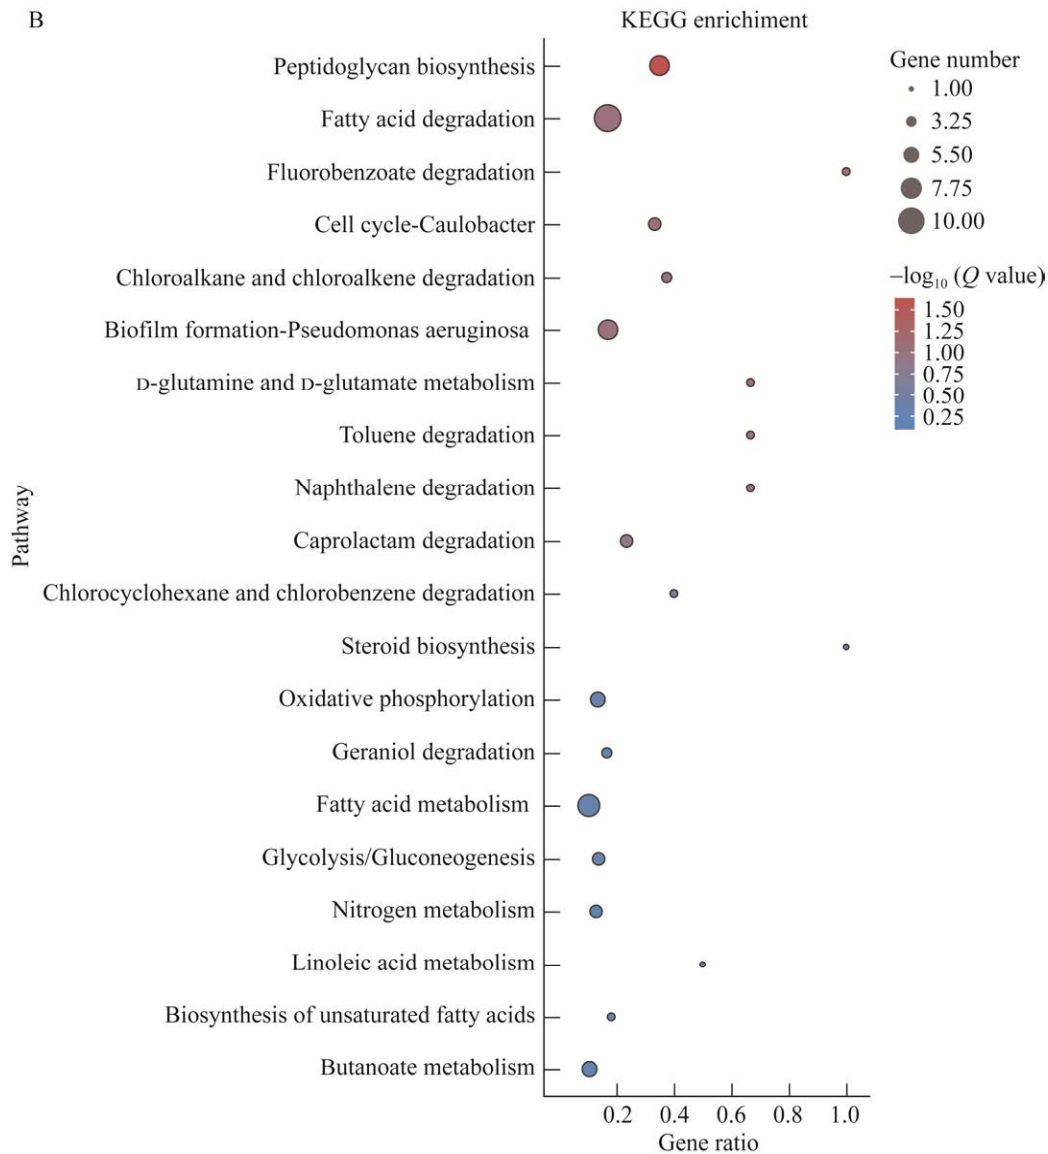 B
KEGG enrichiment
Peptidoglycan biosynthesis
Fatty acid degradation
Fluorobenzoate degradation
Cell cycle-Caulobacter
Chloroalkane and chloroalkene degradation
Biofilm formation-Pseudomonas aeruginosa
D-glutamine and D-glutamate metabolism
Toluene degradation
Naphthalene degradation
Caprolactam degradation
Chlorocyclohexane and chlorobenzene degradation
Steroid biosynthesis
Oxidative phosphorylation
Geraniol degradation
Fatty acid metabolism
Glycolysis/Gluconeogenesis
Nitrogen metabolism
Linoleic acid metabolism
Biosynthesis of unsaturated fatty acids
Butanoate metabolism
Pathway
0.2 0.4 0.6 0.8 1.0
Gene ratio
Gene number
1.00
3.25
5.50
7.75
10.00
−log₁₀ (Q value)
1.50
1.25
1.00
0.75
0.50
0.25